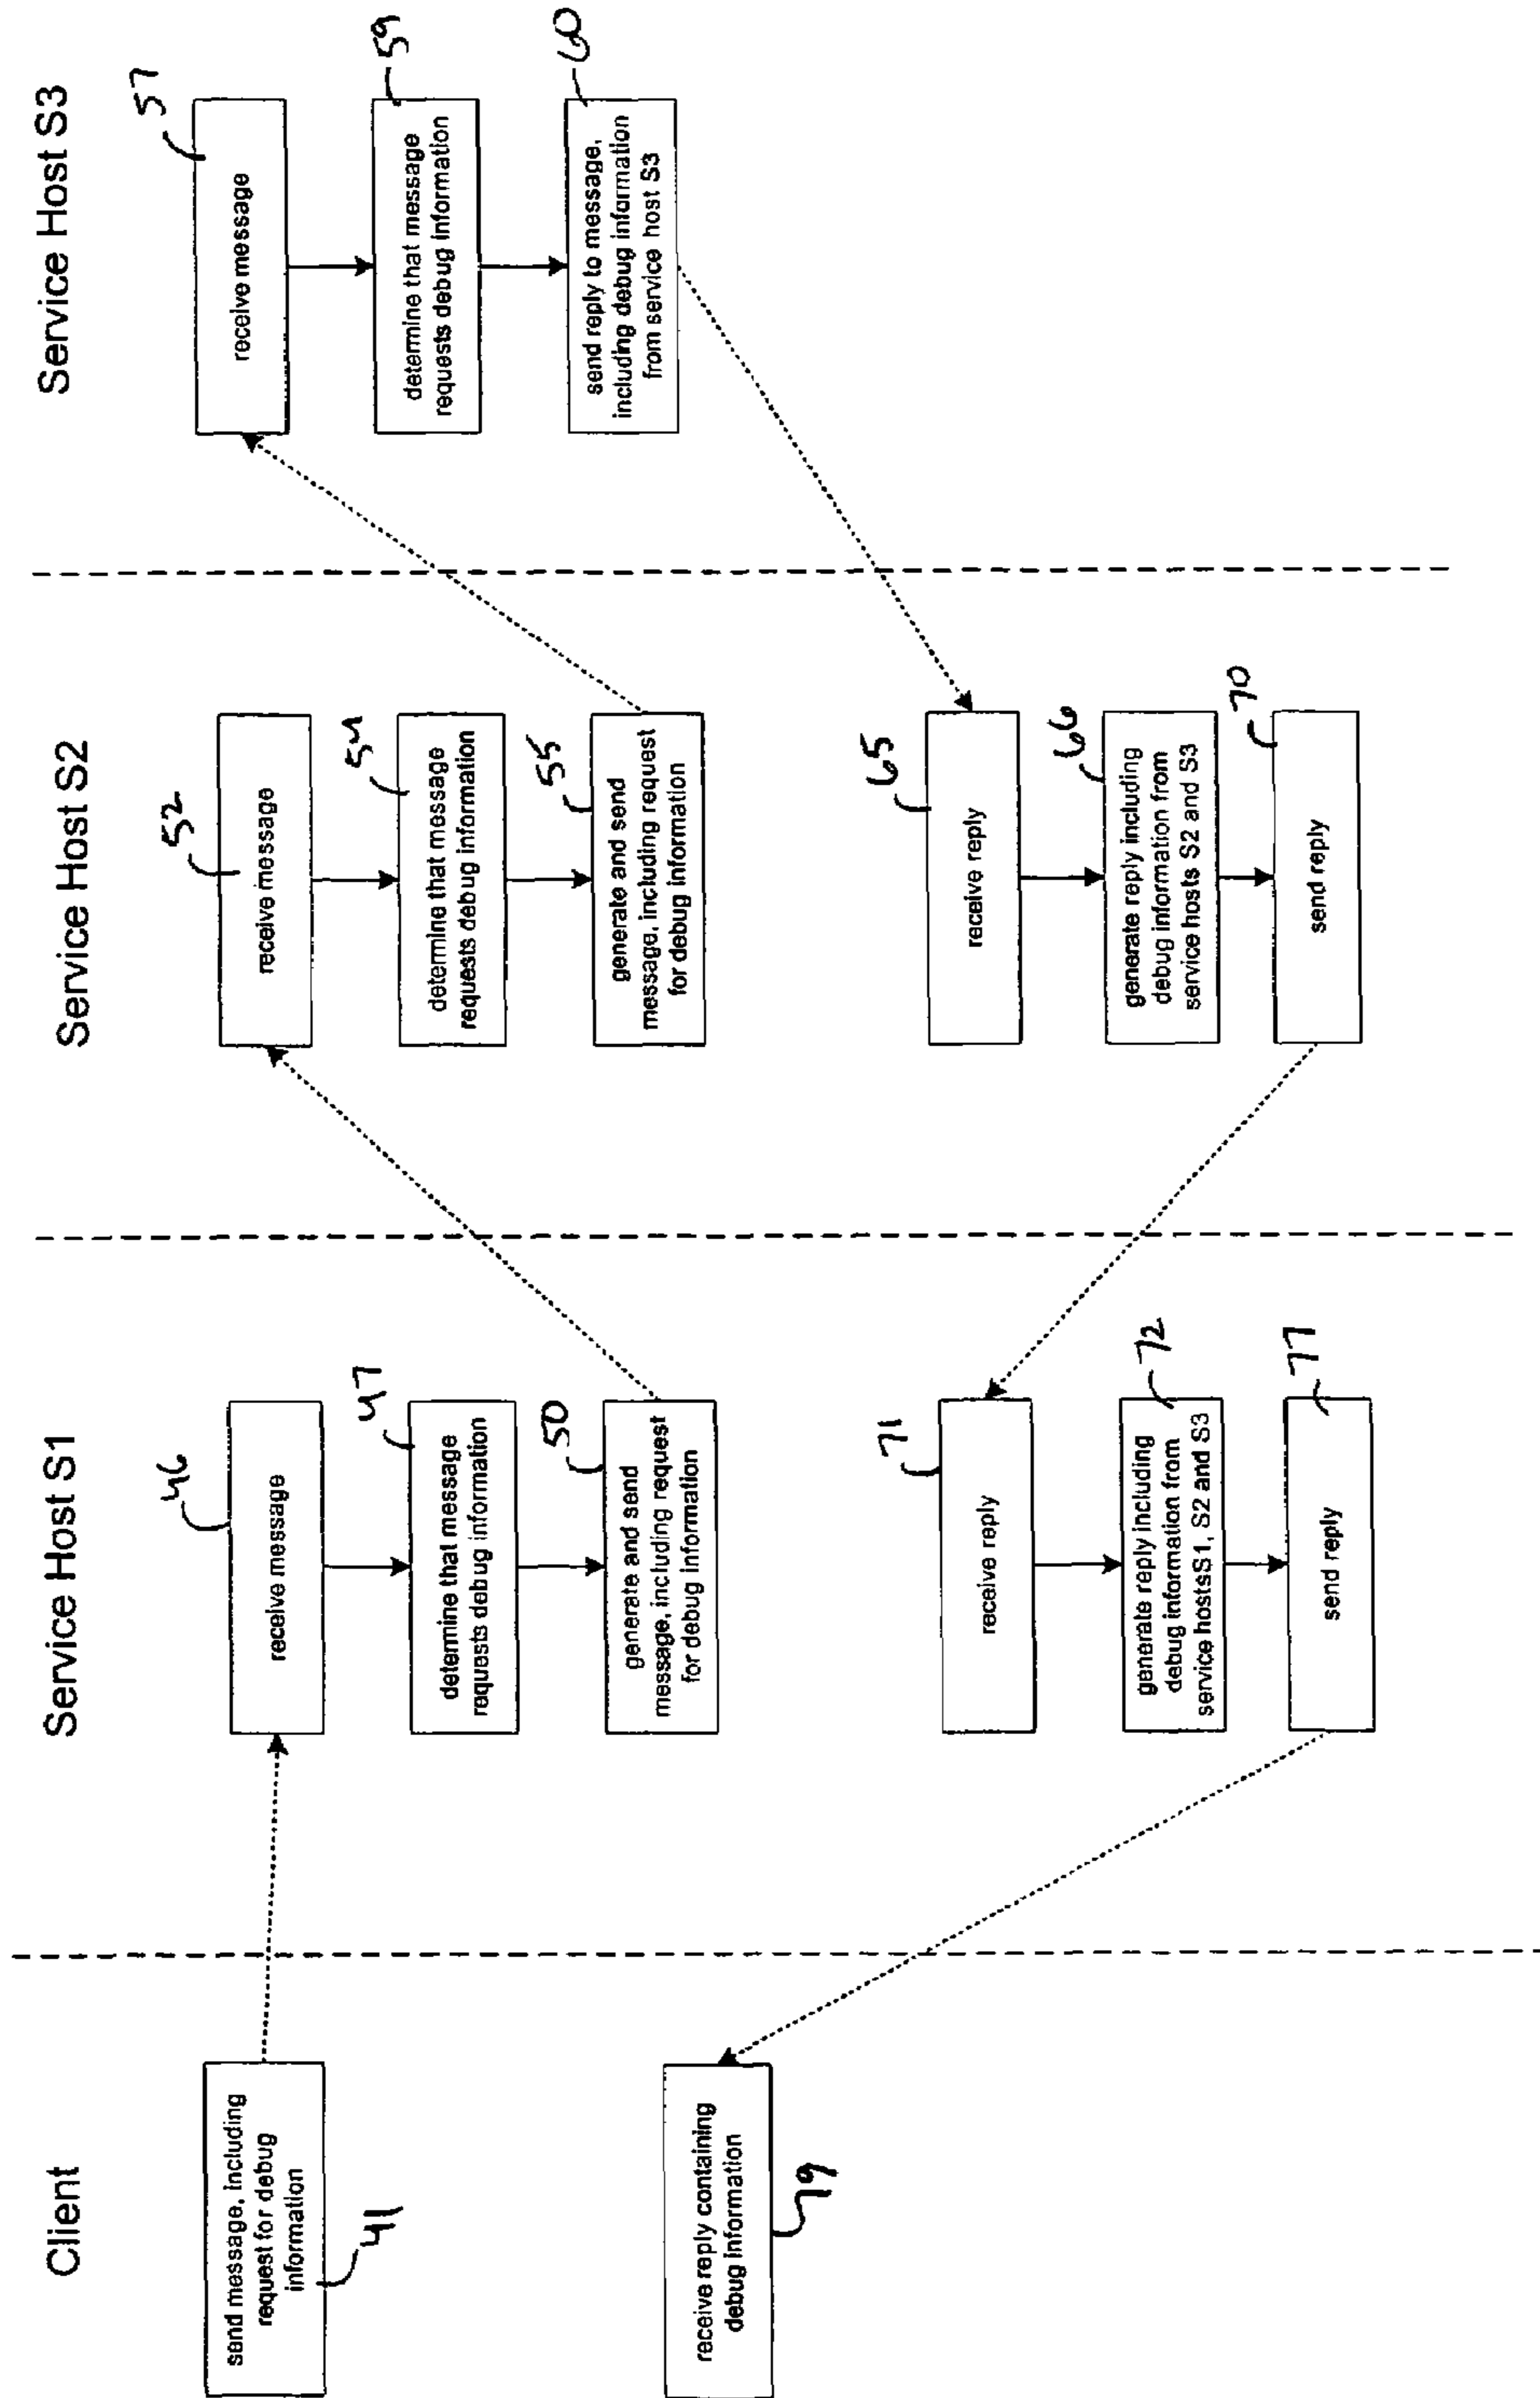 Client
send message, including
request for debug
information
41
receive reply containing
debug information
79
Service Host S1
46
receive message
47
determine that message
requests debug information
50
generate and send
message, including request
for debug information
71
receive reply
72
generate reply including
debug information from
service hostsS1, S2 and S3
77
send reply
Service Host S2
52
receive message
54
determine that message
requests debug information
55
generate and send
message, including request
for debug information
65
receive reply
66
generate reply including
debug information from
service hosts S2 and S3
70
send reply
Service Host S3
57
receive message
59
determine that message
requests debug information
60
send reply to message,
including debug information
from service host S3